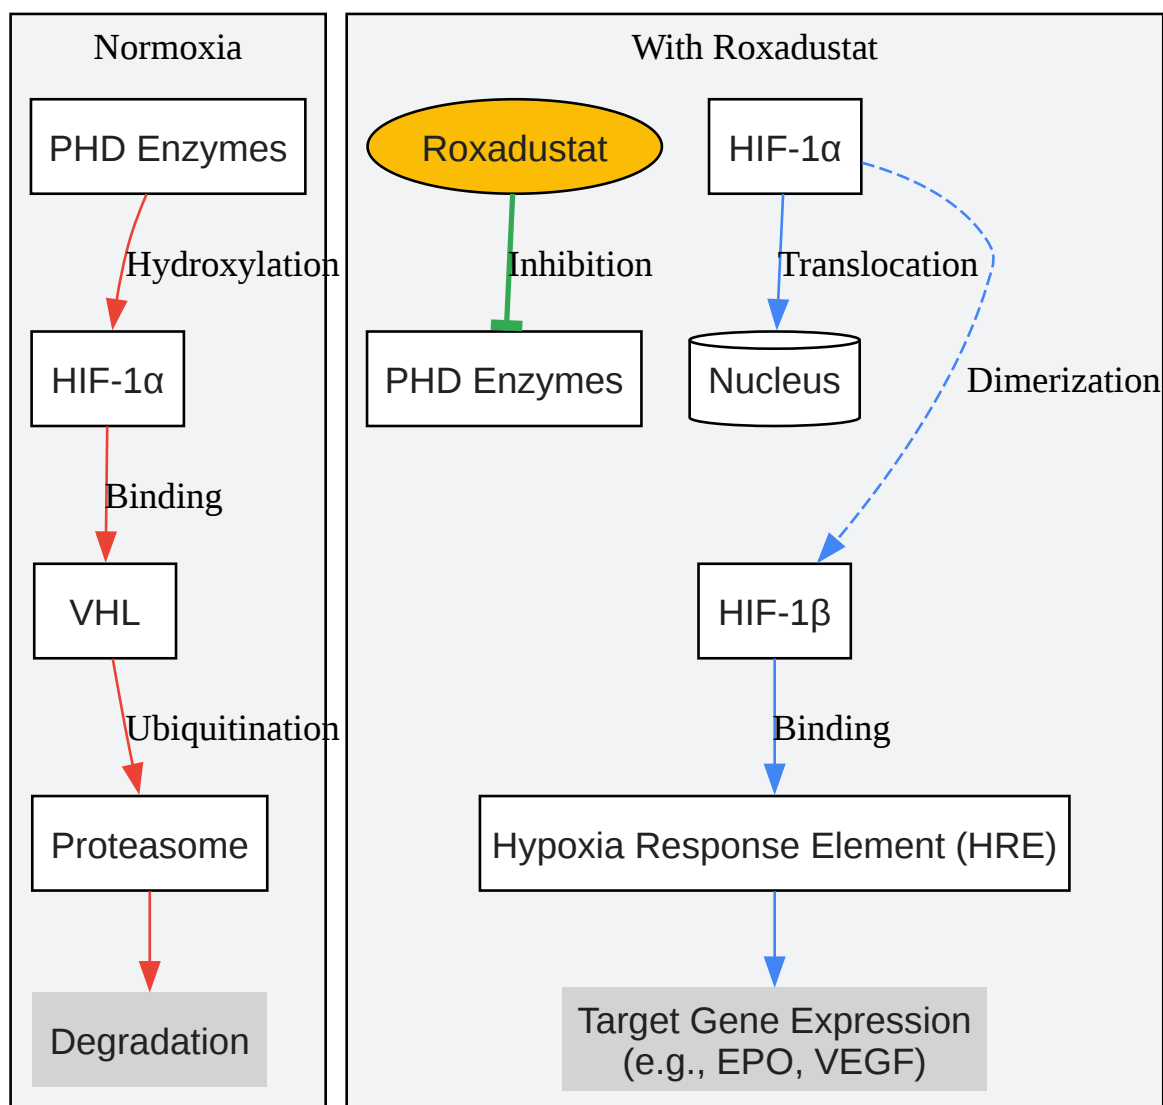 Normoxia
PHD Enzymes
Hydroxylation
HIF-1α
Binding
VHL
Ubiquitination
Proteasome
Degradation
With Roxadustat
Roxadustat
HIF-1α
Inhibition
Translocation
PHD Enzymes
Nucleus
Dimerization
HIF-1β
Binding
Hypoxia Response Element (HRE)
Target Gene Expression
(e.g., EPO, VEGF)